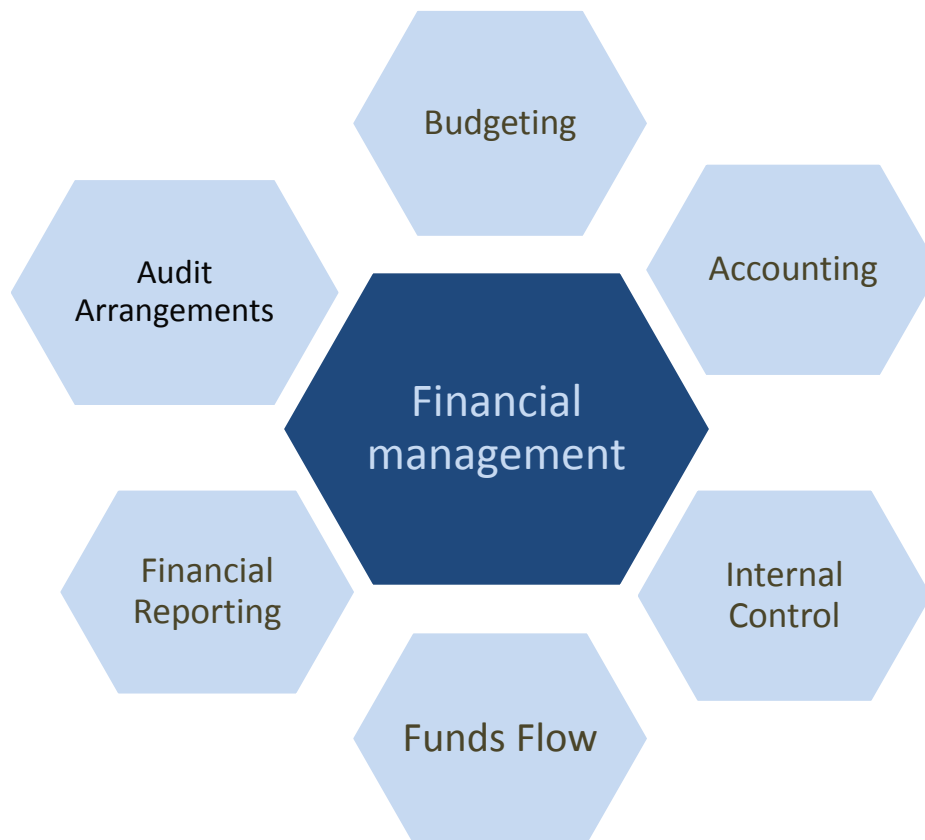 Budgeting
Accounting
Audit
Arrangements
Financial
management
Internal
Control
Financial
Reporting
Funds Flow